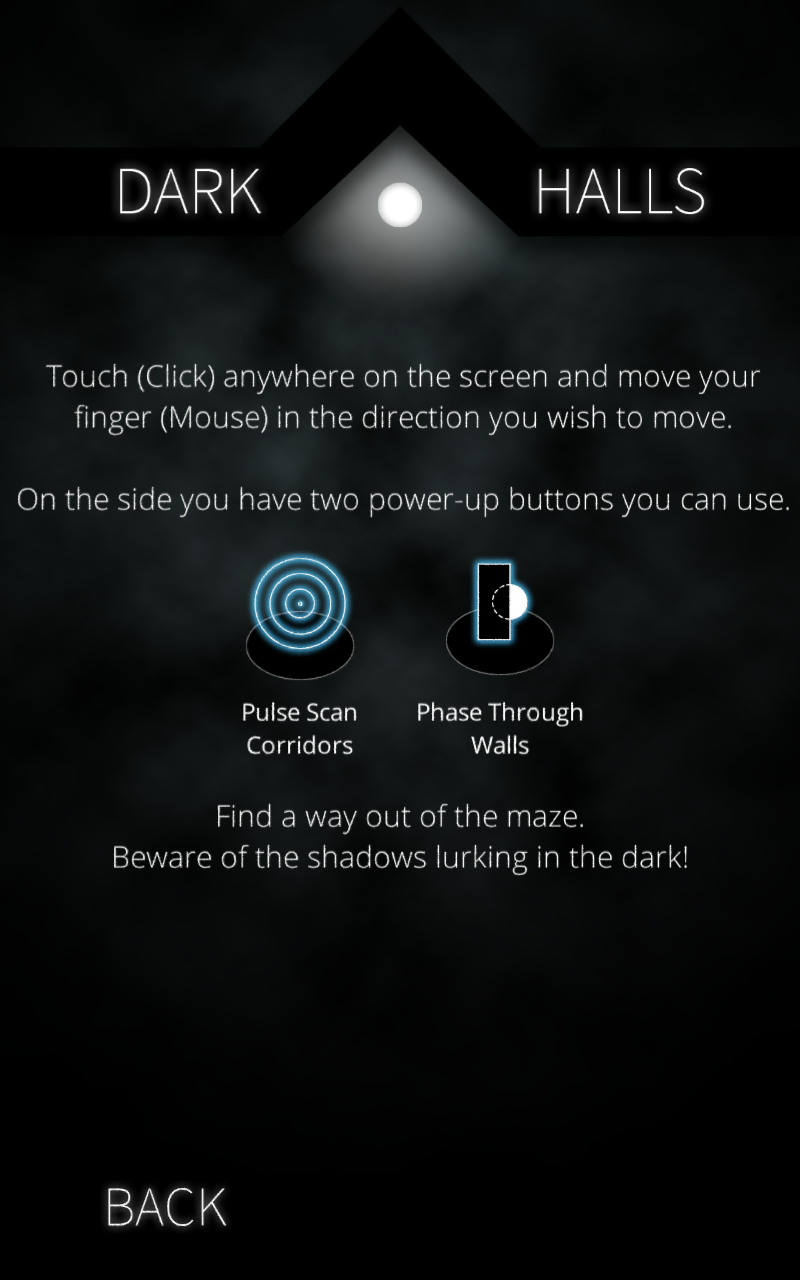 DARK HALLS
Touch (Click) anywhere on the screen and move your
finger (Mouse) in the direction you wish to move.
On the side you have two power-up buttons you can use.
Pulse Scan
Corridors
Phase Through
Walls
Find a way out of the maze.
Beware of the shadows lurking in the dark!
BACK